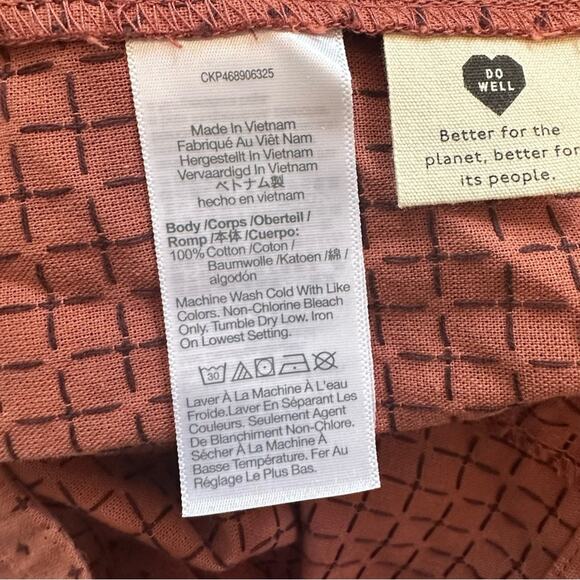 CKP468906325
Made In Vietnam
Fabriqué Au Viêt Nam
Hergestellt In Vietnam
Vervaardigd In Vietnam
ベトナム製
hecho en vietnam
Body /Corps /Oberteil /
Romp /本体 /Cuerpo:
100% Cotton /Coton /
Baumwolle /Katoen /綿 /
algodón
Machine Wash Cold With Like
Colors. Non-Chlorine Bleach
Only. Tumble Dry Low. Iron
On Lowest Setting.
30
Laver À La Machine À L'eau
Froide.Laver En Séparant Les
Couleurs. Seulement Agent
De Blanchiment Non-Chlore.
Sécher À La Machine À
Basse Température. Fer Au
Réglage Le Plus Bas.
DO
WELL
Better for the
planet, better for
its people.